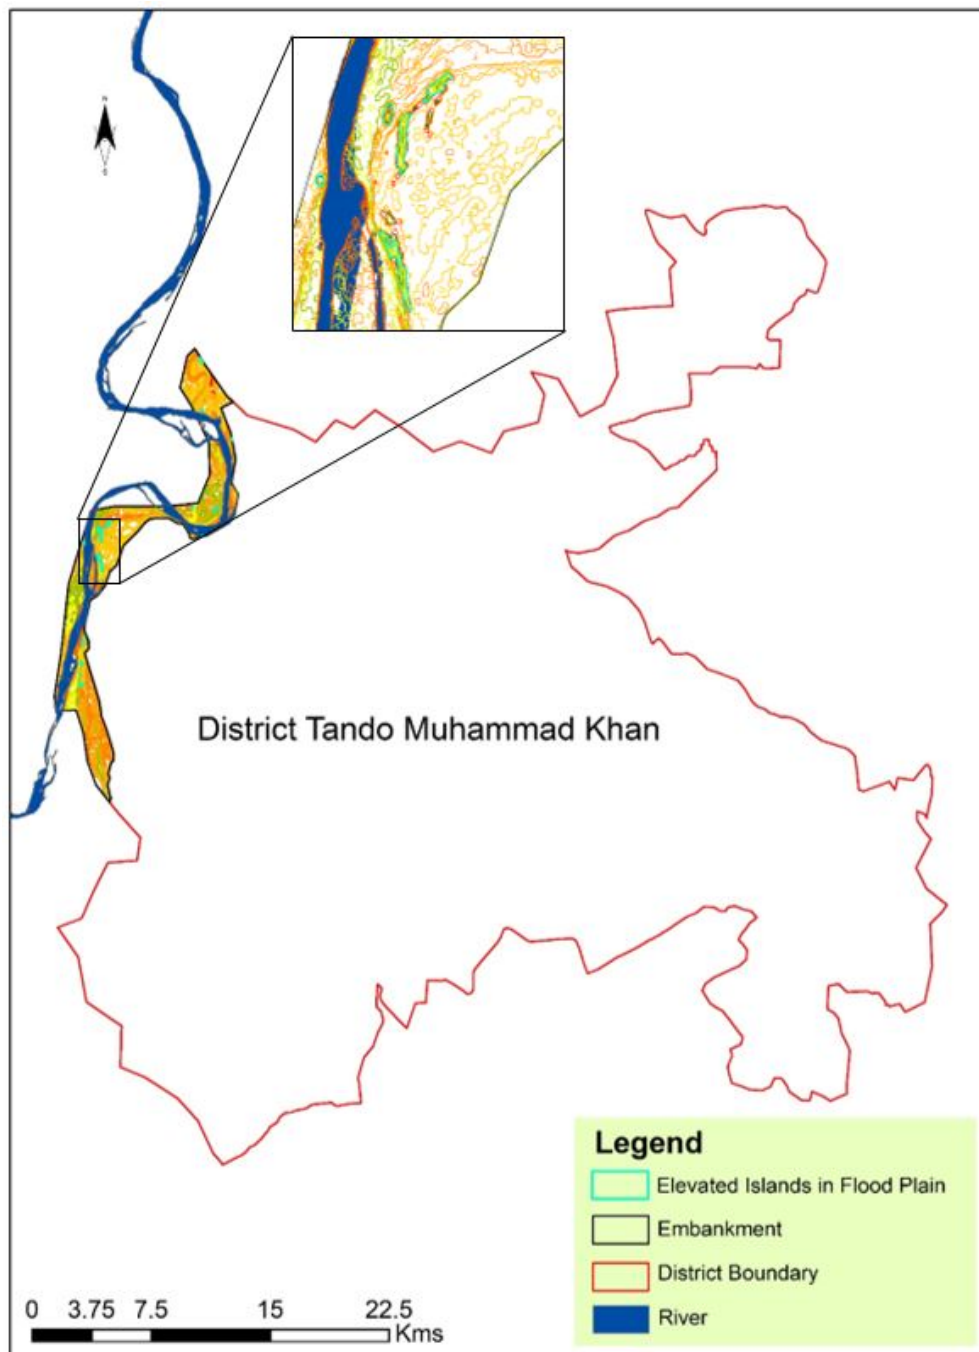 N
S
District Tando Muhammad Khan
Legend
Elevated Islands in Flood Plain
Embankment
District Boundary
River
0 3.75 7.5 15 22.5
Kms